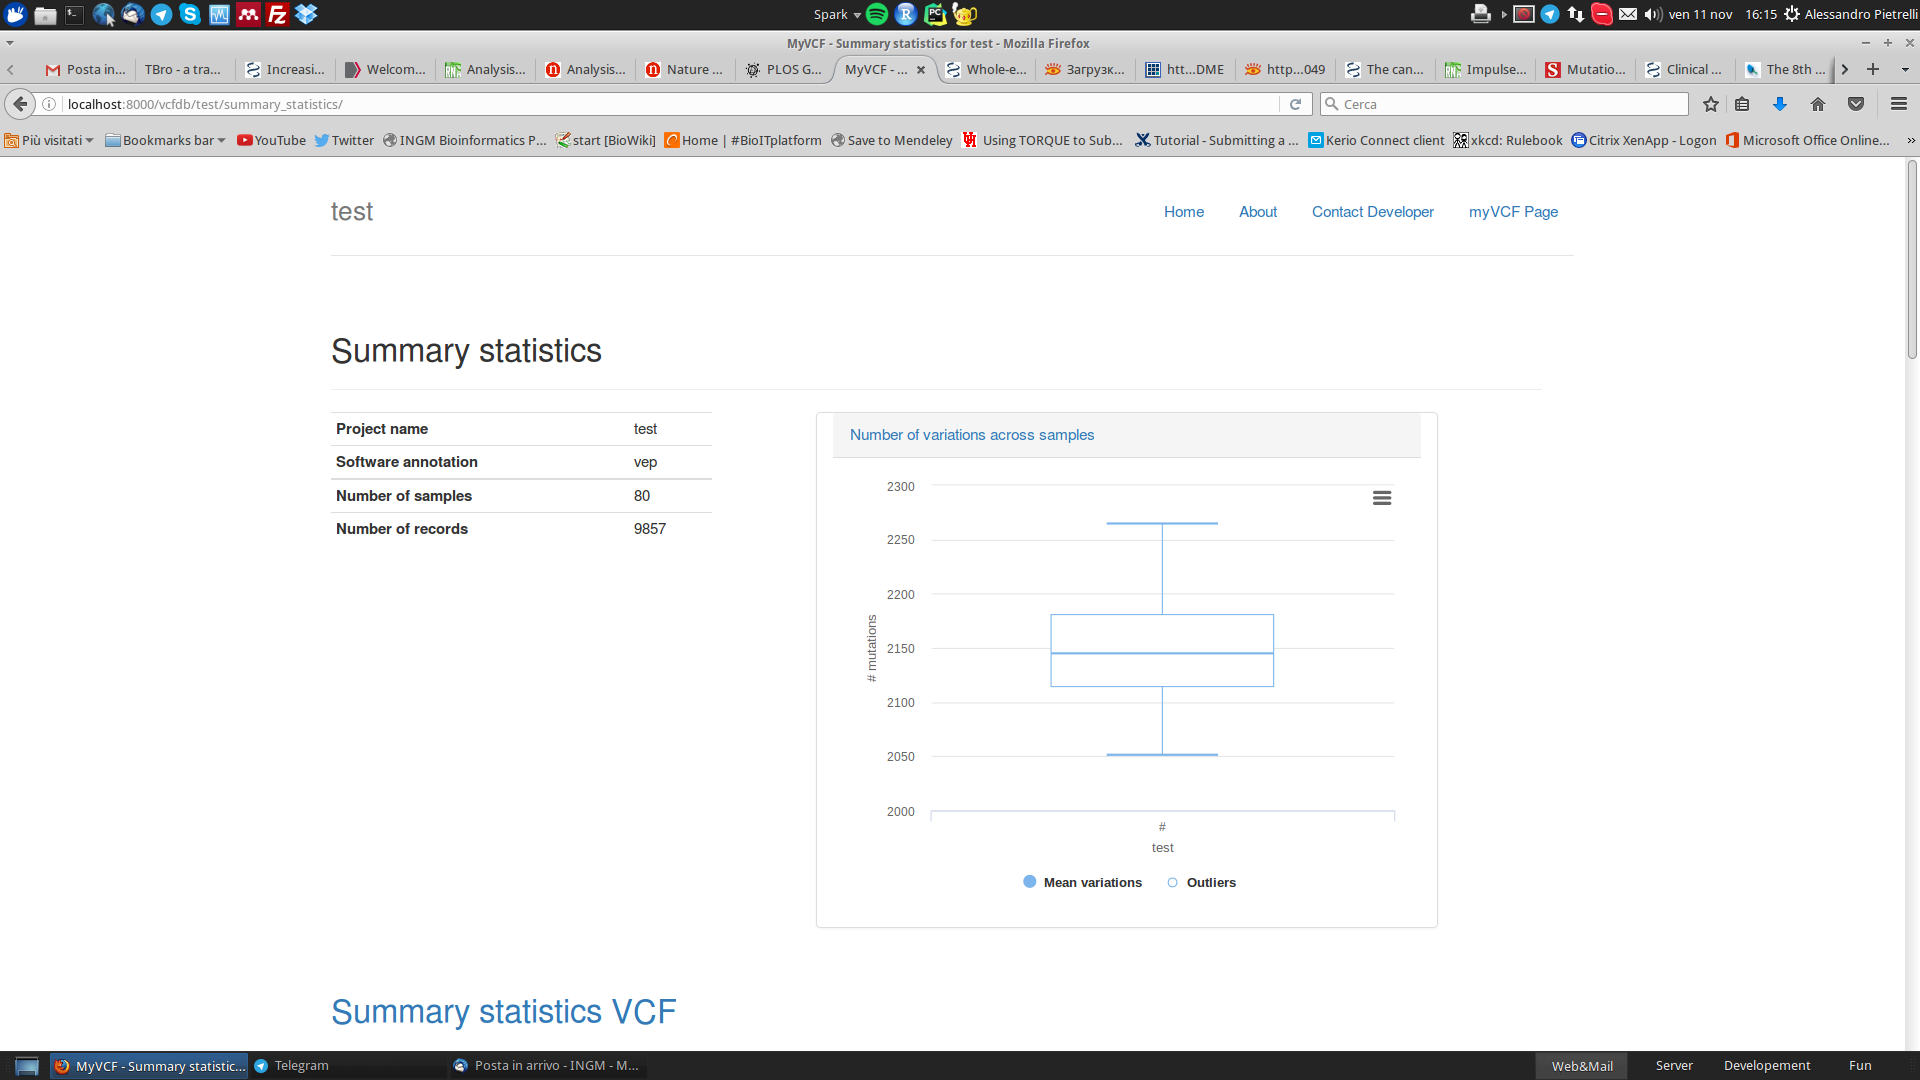 Spark
ven 11 nov 16:15 Alessandro Pietrelli
MyVCF - Summary statistics for test - Mozilla Firefox
Posta in...
TBro - a tra...
Increasi...
Welcom...
Analysis...
Analysis...
Nature ...
PLOS G...
MyVCF - ...
Whole-e...
Загрузк...
htt...DME
http...049
The can...
Impulse...
Mutatio...
Clinical ...
The 8th ...
localhost:8000/vcfdb/test/summary_statistics/
Cerca
Più visitati
Bookmarks bar
YouTube
Twitter
INGM Bioinformatics P...
start [BioWiki]
Home | #BioITplatform
Save to Mendeley
Using TORQUE to Sub...
Tutorial - Submitting a ...
Kerio Connect client
xkcd: Rulebook
Citrix XenApp - Logon
Microsoft Office Online...
test
Home
About
Contact Developer
myVCF Page
Summary statistics
Project name test
Software annotation vep
Number of samples 80
Number of records 9857
Number of variations across samples
2300
2250
2200
2150
2100
2050
2000
# mutations
#
test
Mean variations
Outliers
Summary statistics VCF
MyVCF - Summary statistic...
Telegram
Posta in arrivo - INGM - M...
Web&Mail
Server
Developement
Fun